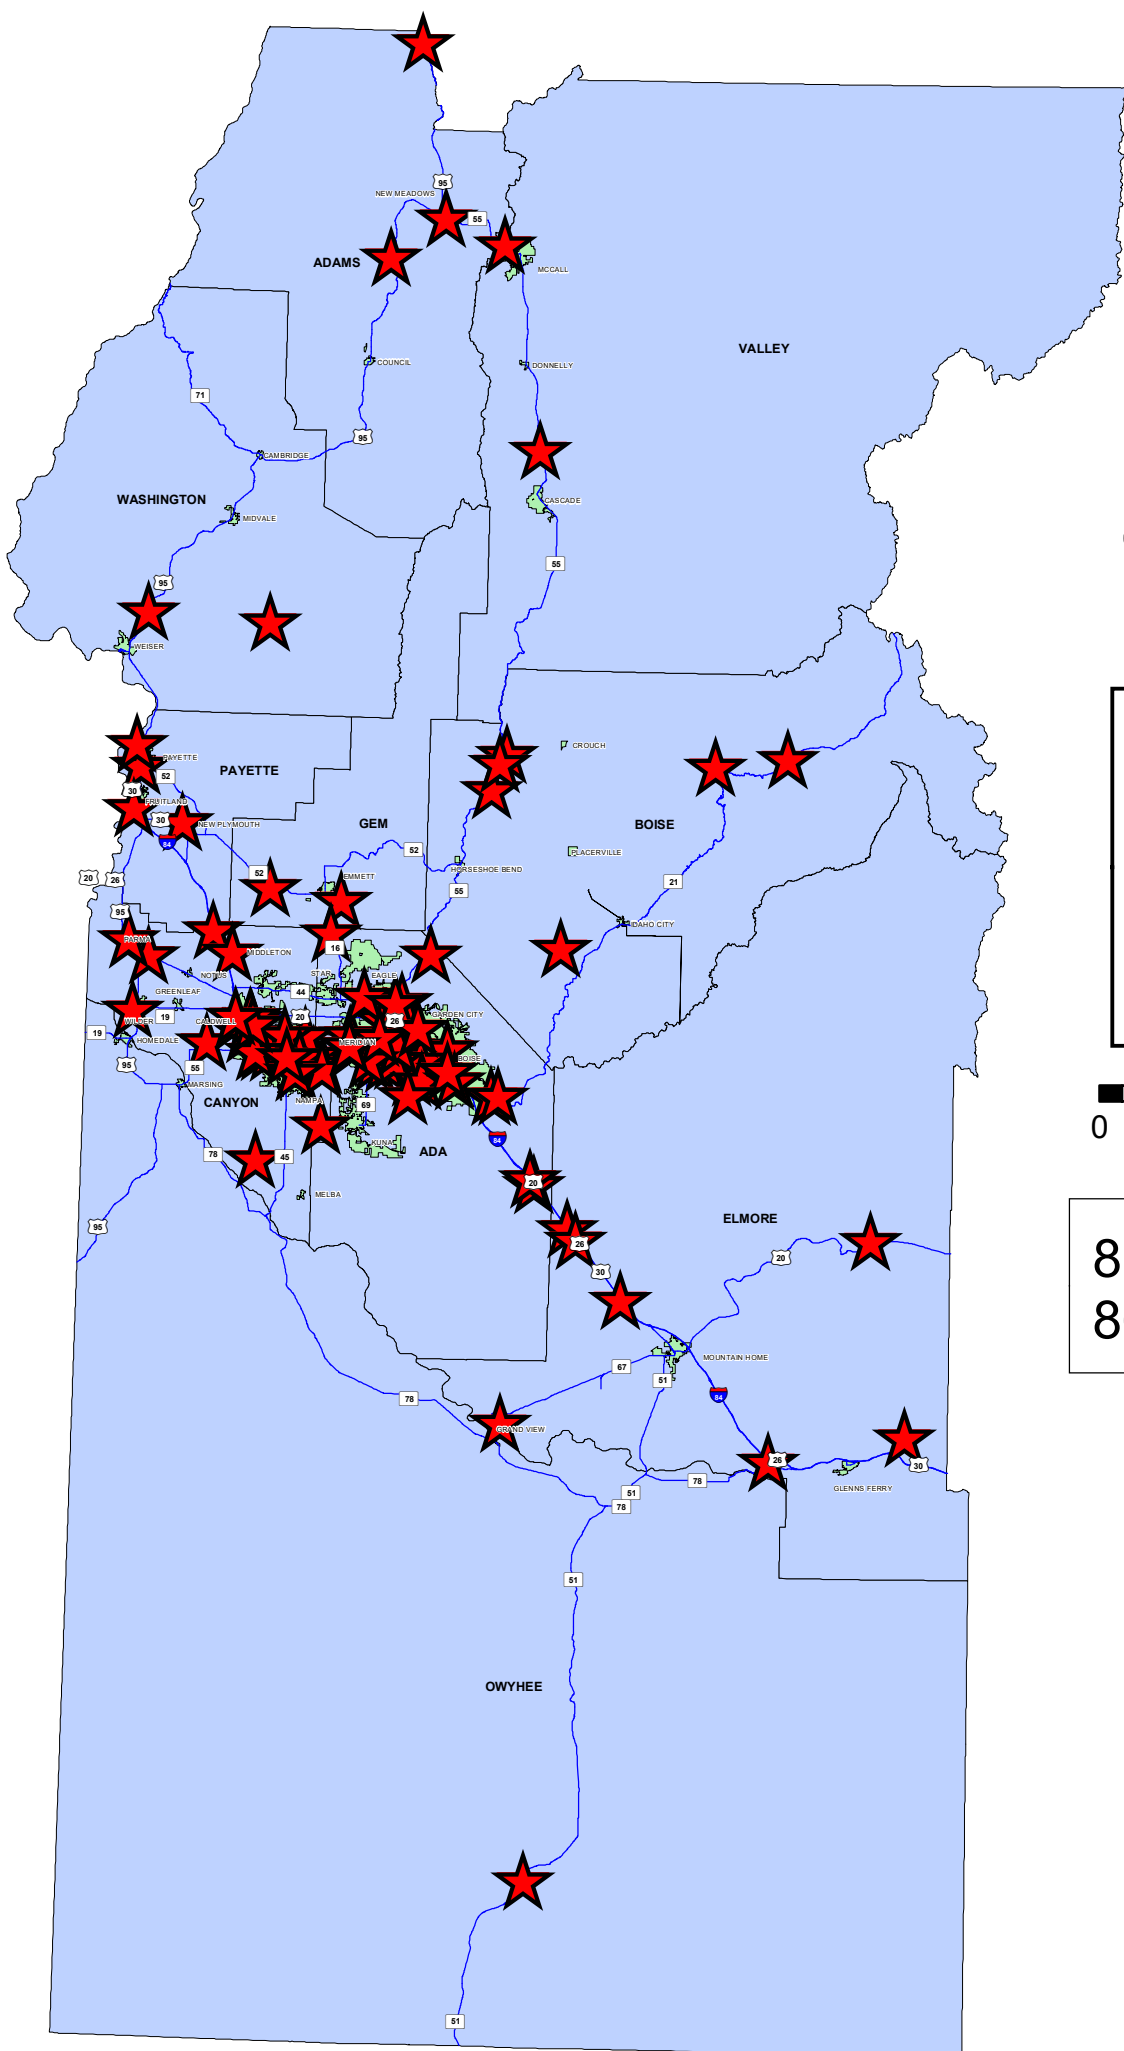 95
NEW MEADOWS
55
ADAMS
MCCALL
VALLEY
COUNCIL
DONNELLY
71
95
CAMBRIDGE
WASHINGTON
CASCADE
MIDVALE
55
95
WEISER
CROUCH
PAYETTE
PAYETTE
52
30
FRUITLAND
30
NEW PLYMOUTH
GEM
BOISE
84
52
PLACERVILLE
HORSESHOE BEND
52
EMMETT
20
26
21
55
95
IDAHO CITY
PARMA
16
MIDDLETON
NOTUS
STAR
EAGLE
GREENLEAF
44
GARDEN CITY
WILDER
19
CALDWELL
20
26
19
HOMEDALE
MERIDIAN
BOISE
95
55
MARSING
CANYON
NAMPA
69
84
KUNA
ADA
78
45
20
MELBA
95
ELMORE
26
20
30
8
8
0
MOUNTAIN HOME
67
51
84
78
GRAND VIEW
26
30
78
GLENNS FERRY
51
78
51
OWYHEE
51